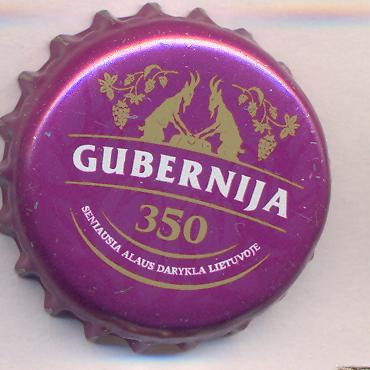 GUBERNIJA
350
SENIAUSIA ALAUS DARYKLA LIETUVOJE